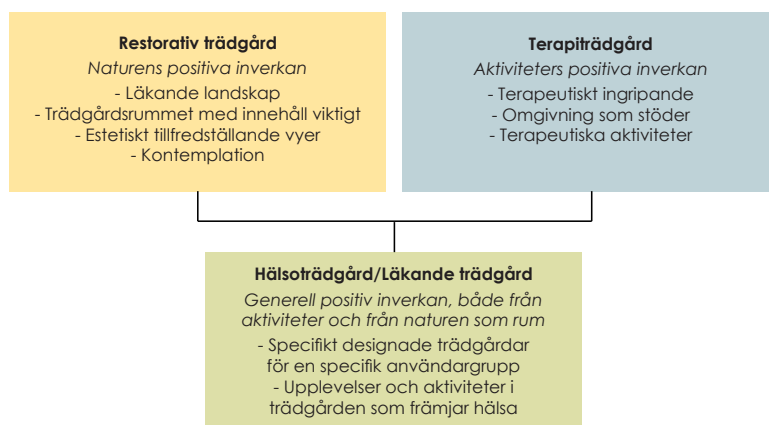 Restorativ trädgård
Naturens positiva inverkan
- Läkande landskap
- Trädgårdsrummet med innehåll viktigt
- Estetiskt tillfredställande vyer
- Kontemplation
Terapiträdgård
Aktiviteters positiva inverkan
- Terapeutiskt ingripande
- Omgivning som stöder
- Terapeutiska aktiviteter
Hälsoträdgård/Läkande trädgård
Generell positiv inverkan, både från
aktiviteter och från naturen som rum
- Specifikt designade trädgårdar
för en specifik användargrupp
- Upplevelser och aktiviteter i
trädgården som främjar hälsa